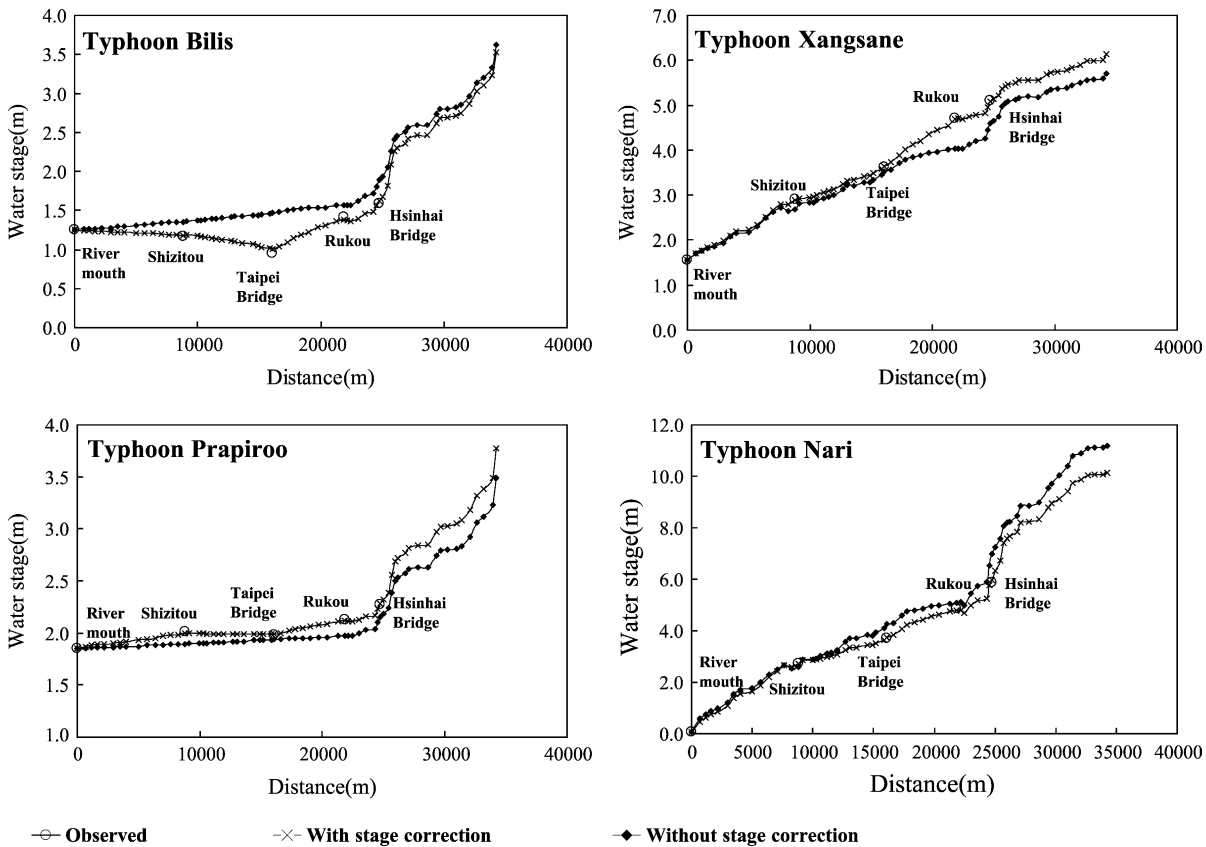 Typhoon Bilis
Water stage(m)
4.0
3.5
3.0
2.5
2.0
1.5
1.0
0.5
0.0
River
mouth
Shizitou
Taipei
Bridge
Rukou
Hsinhai
Bridge
0 10000 20000 30000 40000
Distance(m)
Typhoon Xangsane
Water stage(m)
7.0
6.0
5.0
4.0
3.0
2.0
1.0
0.0
River
mouth
Shizitou
Taipei
Bridge
Rukou
Hsinhai
Bridge
0 10000 20000 30000 40000
Distance(m)
Typhoon Prapiroo
Water stage(m)
4.0
3.5
3.0
2.5
2.0
1.5
1.0
River
mouth
Shizitou
Taipei
Bridge
Rukou
Hsinhai
Bridge
0 10000 20000 30000 40000
Distance(m)
Typhoon Nari
Water stage(m)
12.0
10.0
8.0
6.0
4.0
2.0
0.0
River
mouth
Shizitou
Taipei
Bridge
Rukou
Hsinhai
Bridge
0 5000 10000 15000 20000 25000 30000 35000 40000
Distance(m)
Observed
With stage correction
Without stage correction